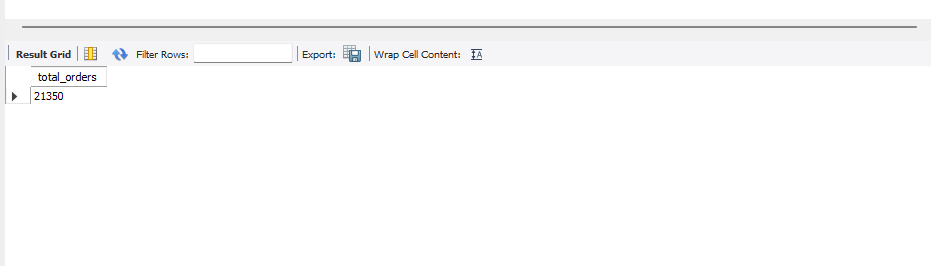 Result Grid Filter Rows: Export: Wrap Cell Content:
total_orders
21350